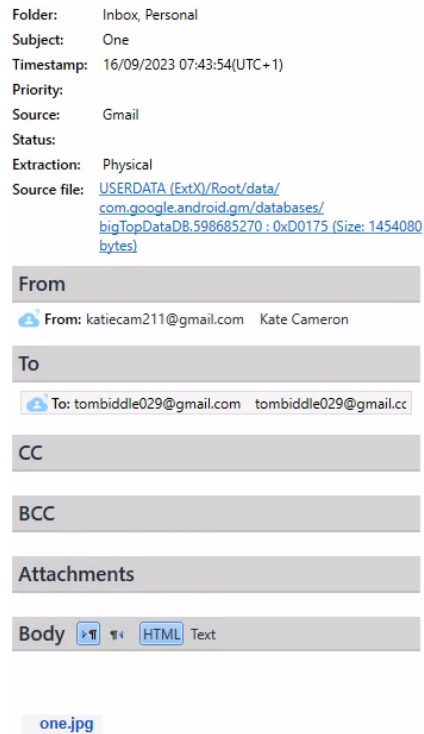 Folder: Inbox, Personal
Subject: One
Timestamp: 16/09/2023 07:43:54(UTC+1)
Priority:
Source: Gmail
Status:
Extraction: Physical
Source file: USERDATA (ExtX)/Root/data/
com.google.android.gm/databases/
bigTopDataDB.598685270 : 0xD0175 (Size: 1454080
bytes)
From
From: katiecam211@gmail.com Kate Cameron
To
To: tombiddle029@gmail.com tombiddle029@gmail.cc
CC
BCC
Attachments
Body HTML Text
one.jpg